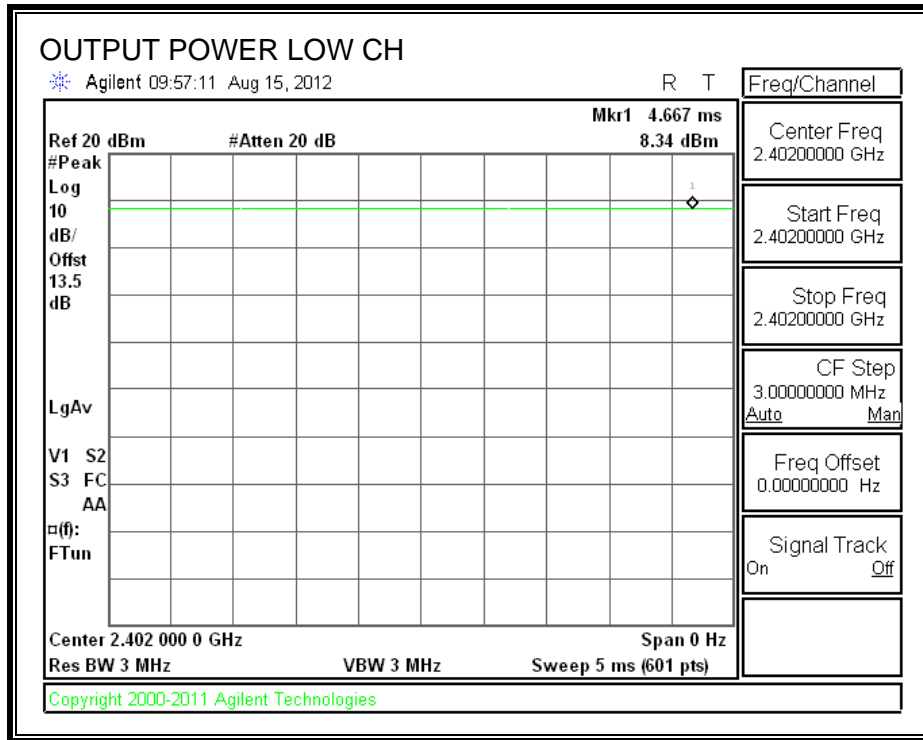 OUTPUT POWER LOW CH
Agilent 09:57:11 Aug 15, 2012
R T
Freq/Channel
Mkr1 4.667 ms
Ref 20 dBm
#Atten 20 dB
8.34 dBm
#Peak
Log
10
dB/
Offst
13.5
dB
1
LgAv
V1 S2
S3 FC
AA
¤(f):
FTun
Center 2.402 000 0 GHz
Span 0 Hz
Res BW 3 MHz
VBW 3 MHz
Sweep 5 ms (601 pts)
Copyright 2000-2011 Agilent Technologies
Center Freq
2.40200000 GHz
Start Freq
2.40200000 GHz
Stop Freq
2.40200000 GHz
CF Step
3.00000000 MHz
Auto Man
Freq Offset
0.00000000 Hz
Signal Track
On Off